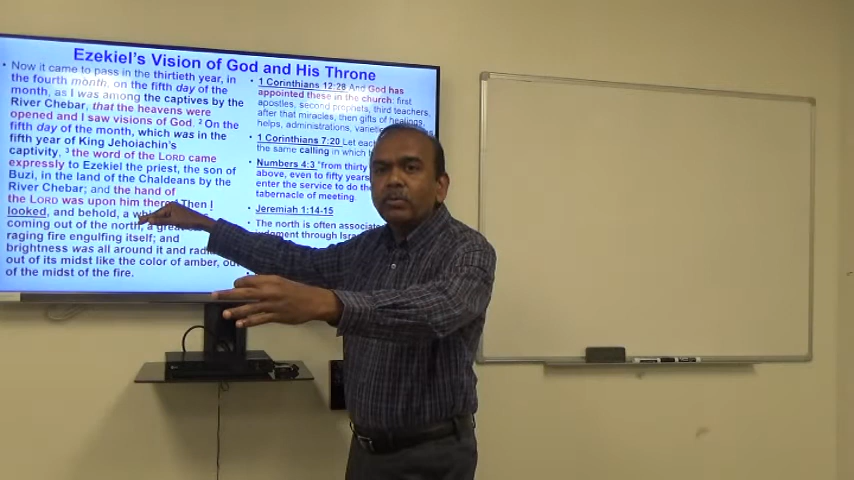 Ezekiel's Vision of God and His Throne
• Now it came to pass in the thirtieth year, in
the fourth month, on the fifth day of the
month, as I was among the captives by the
River Chebar, that the heavens were
opened and I saw visions of God. ² On the
fifth day of the month, which was in the
fifth year of King Jehoiachin's
captivity, ³ the word of the LORD came
expressly to Ezekiel the priest, the son of
Buzi, in the land of the Chaldeans by the
River Chebar; and the hand of
the LORD was upon him there. Then I
looked, and behold, a
coming out of the north, a
raging fire engulfing itself; and
brightness was all around it and
out of its midst like the color of amber, out
of the midst of the fire.
• 1 Corinthians 12:28 And God has
appointed these in the church: first
apostles, second prophets, third teachers,
after that miracles, then gifts of healings,
helps, administrations,
• 1 Corinthians 7:20 Let
the same calling in which
• Numbers 4:3 "from thirty
above, even to fifty years
enter the service to do the
tabernacle of meeting.
• Jeremiah 1:14-15
• The north is often
judgment through